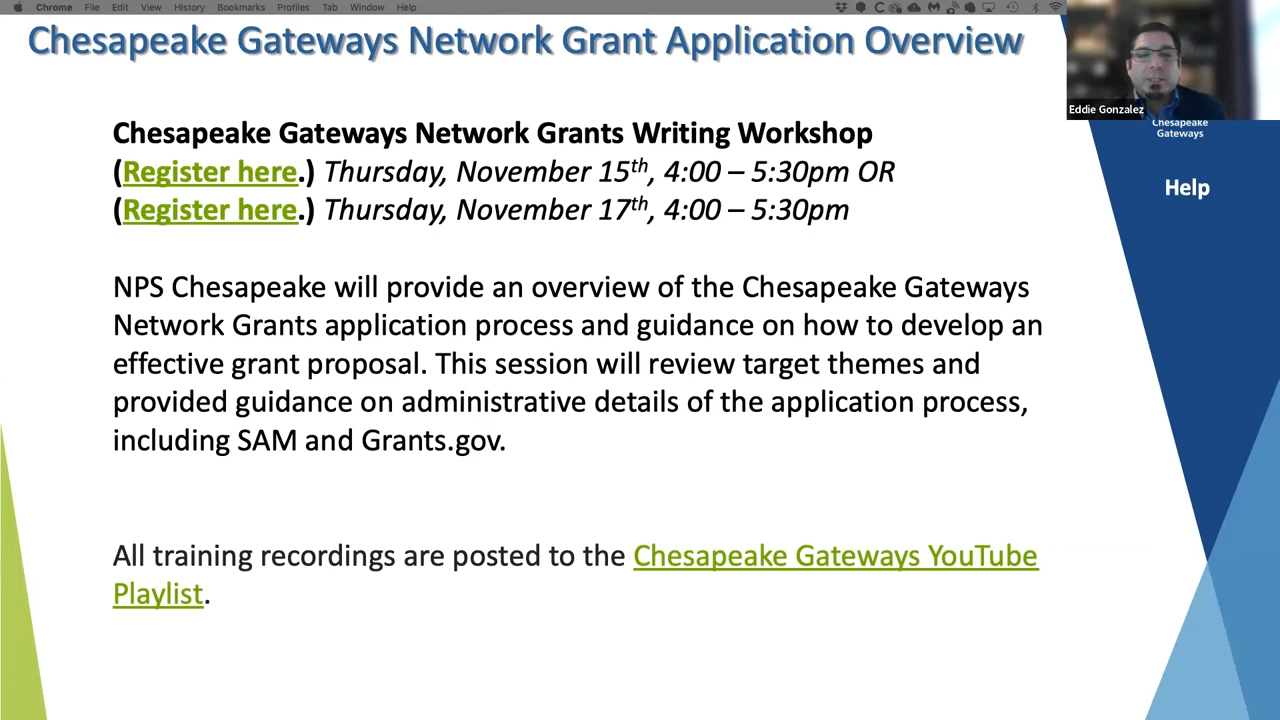 Chrome File Edit View History Bookmarks Profiles Tab Window Help
Chesapeake Gateways Network Grant Application Overview
Eddie Gonzalez
Chesapeake
Gateways
Help
Chesapeake Gateways Network Grants Writing Workshop
(Register here.) Thursday, November 15th, 4:00 – 5:30pm OR
(Register here.) Thursday, November 17th, 4:00 – 5:30pm
NPS Chesapeake will provide an overview of the Chesapeake Gateways
Network Grants application process and guidance on how to develop an
effective grant proposal. This session will review target themes and
provided guidance on administrative details of the application process,
including SAM and Grants.gov.
All training recordings are posted to the Chesapeake Gateways YouTube
Playlist.